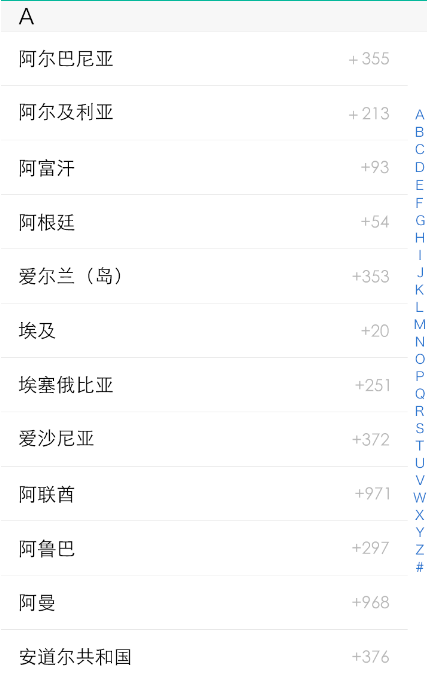 A
阿尔巴尼亚 + 355
阿尔及利亚 + 213
阿富汗 +93
阿根廷 +54
爱尔兰（岛） +353
埃及 +20
埃塞俄比亚 +251
爱沙尼亚 +372
阿联酋 +971
阿鲁巴 +297
阿曼 +968
安道尔共和国 +376
A
B
C
D
E
F
G
H
I
J
K
L
M
N
O
P
Q
R
S
T
U
V
W
X
Y
Z
#